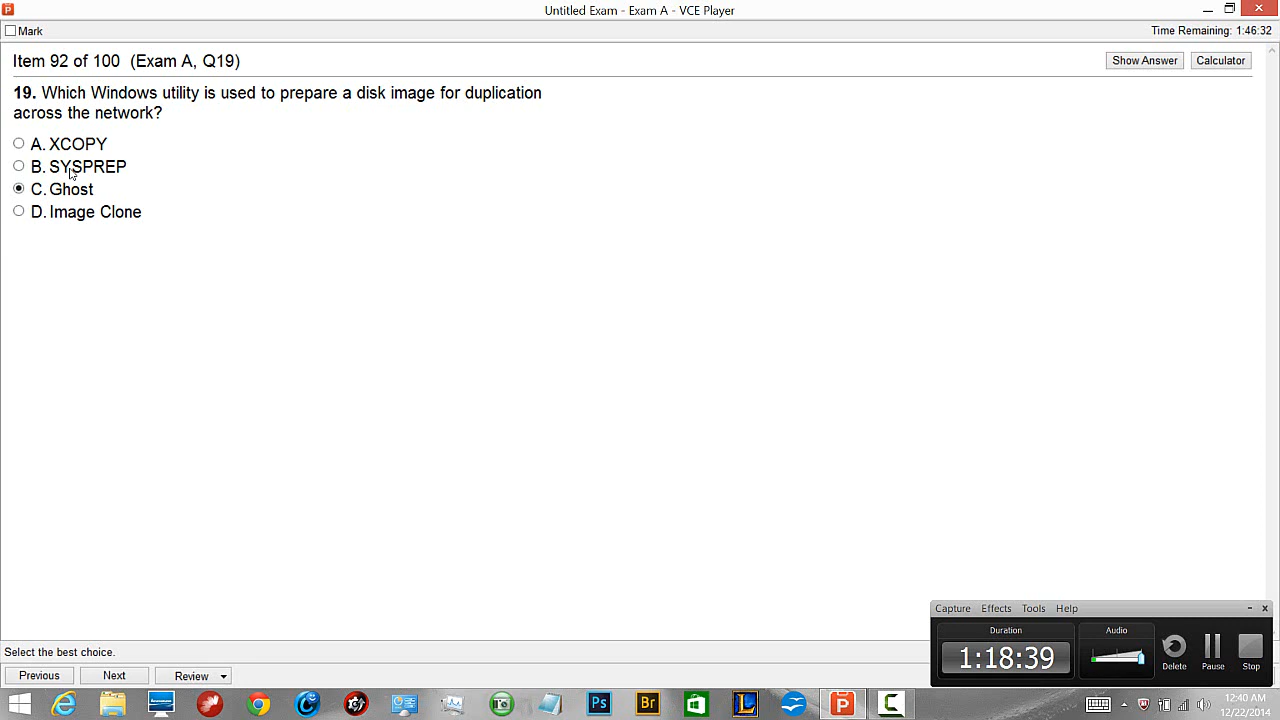 Untitled Exam - Exam A - VCE Player
Mark
Time Remaining: 1:46:32
Item 92 of 100 (Exam A, Q19)
Show Answer
Calculator
19. Which Windows utility is used to prepare a disk image for duplication
across the network?
A. XCOPY
B. SYSPREP
C. Ghost
D. Image Clone
Select the best choice.
Previous
Next
Review
Capture Effects Tools Help
Duration
Audio
1:18:39
Delete
Pause
Stop
Ps
Br
12:40 AM
12/22/2014